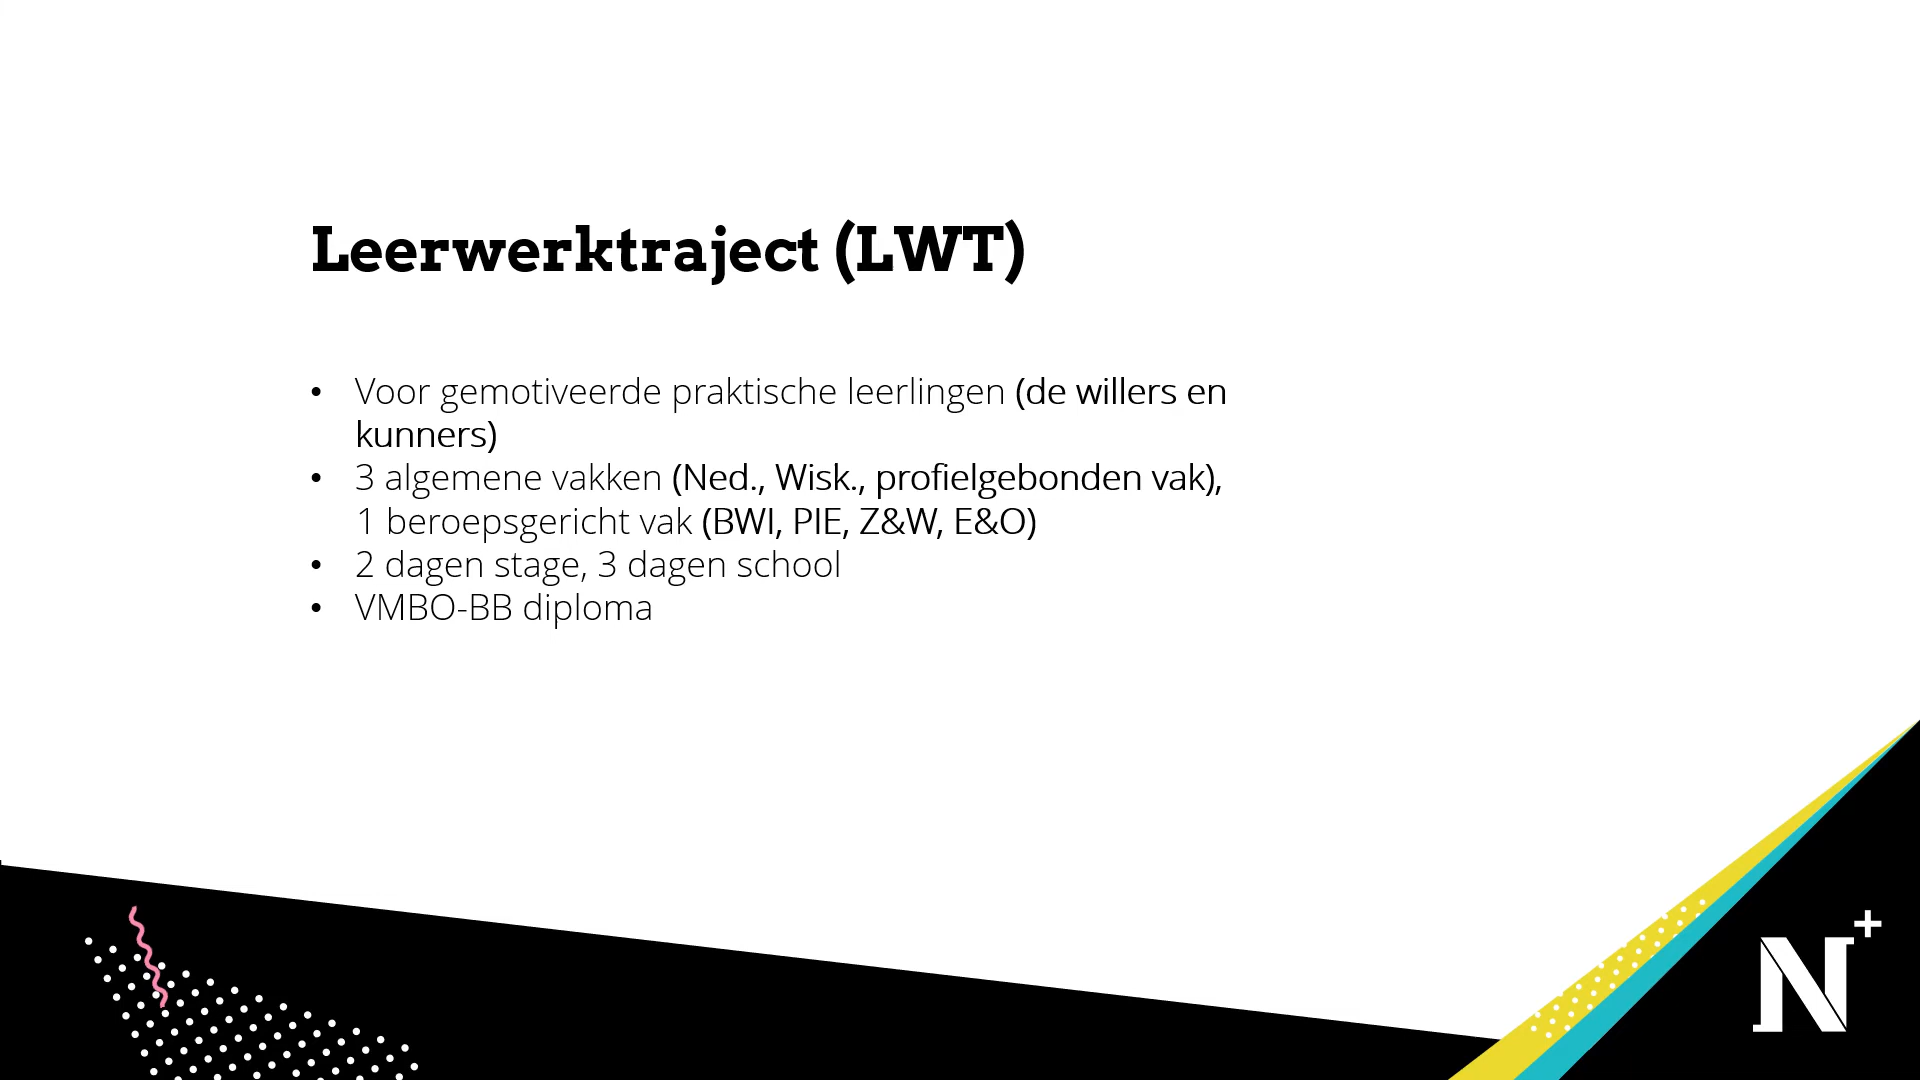 Leerwerktraject (LWT)
• Voor gemotiveerde praktische leerlingen (de willers en
kunners)
• 3 algemene vakken (Ned., Wisk., profielgebonden vak),
1 beroepsgericht vak (BWI, PIE, Z&W, E&O)
• 2 dagen stage, 3 dagen school
• VMBO-BB diploma
N+